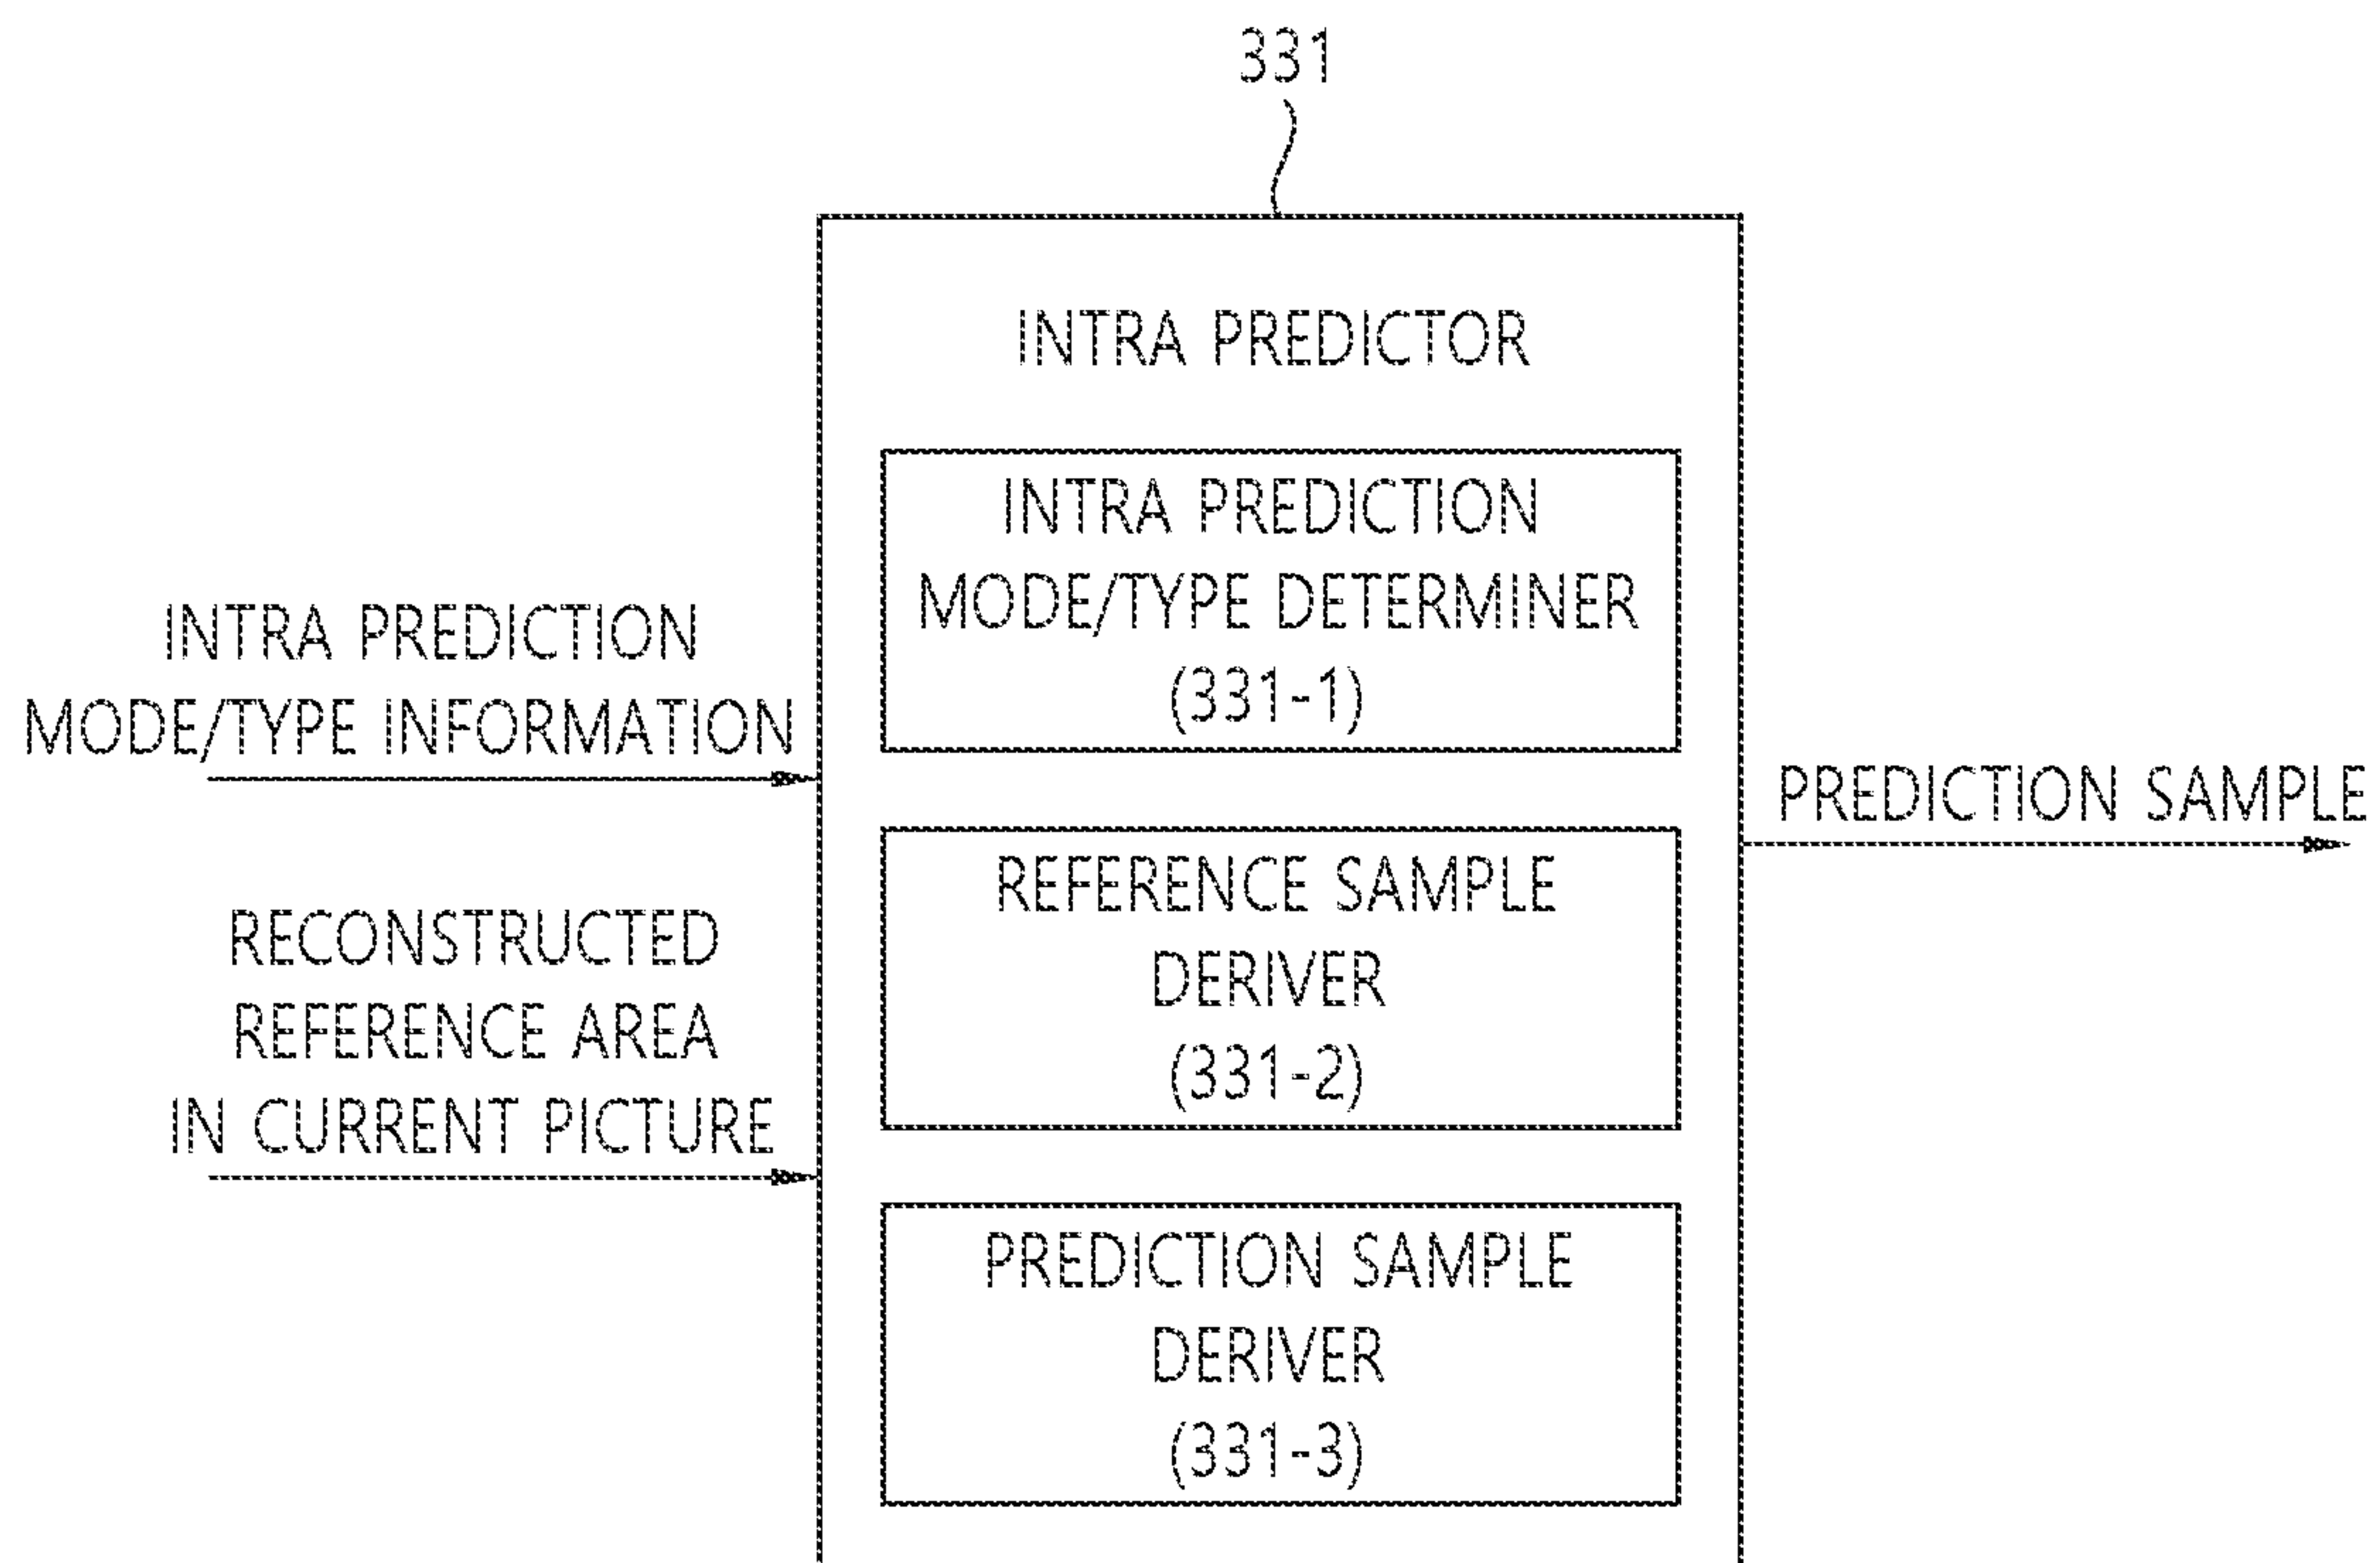 331
INTRA PREDICTOR
INTRA PREDICTION
MODE/TYPE DETERMINER
(331-1)
INTRA PREDICTION
MODE/TYPE INFORMATION
REFERENCE SAMPLE
DERIVER
(331-2)
RECONSTRUCTED
REFERENCE AREA
IN CURRENT PICTURE
PREDICTION SAMPLE
DERIVER
(331-3)
PREDICTION SAMPLE